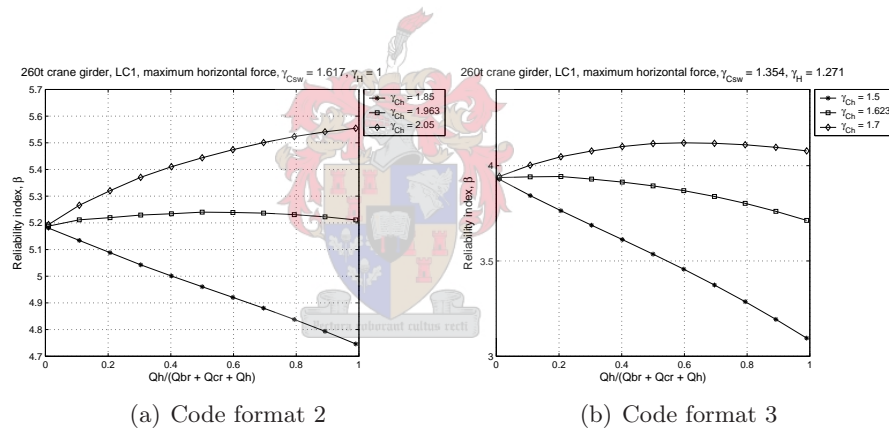 260t crane girder, LC1, maximum horizontal force, γCsw = 1.617, γH = 1
5.7
5.6
5.5
5.4
5.3
5.2
5.1
5
4.9
4.8
4.7
Reliability index, β
0 0.2 0.4 0.6 0.8 1
Qh/(Qbr + Qcr + Qh)
γCh = 1.85
γCh = 1.963
γCh = 2.05
(a) Code format 2
260t crane girder, LC1, maximum horizontal force, γCsw = 1.354, γH = 1.271
4
3.5
3
Reliability index, β
0 0.2 0.4 0.6 0.8 1
Qh/(Qbr + Qcr + Qh)
γCh = 1.5
γCh = 1.623
γCh = 1.7
(b) Code format 3
roborant cultus recti